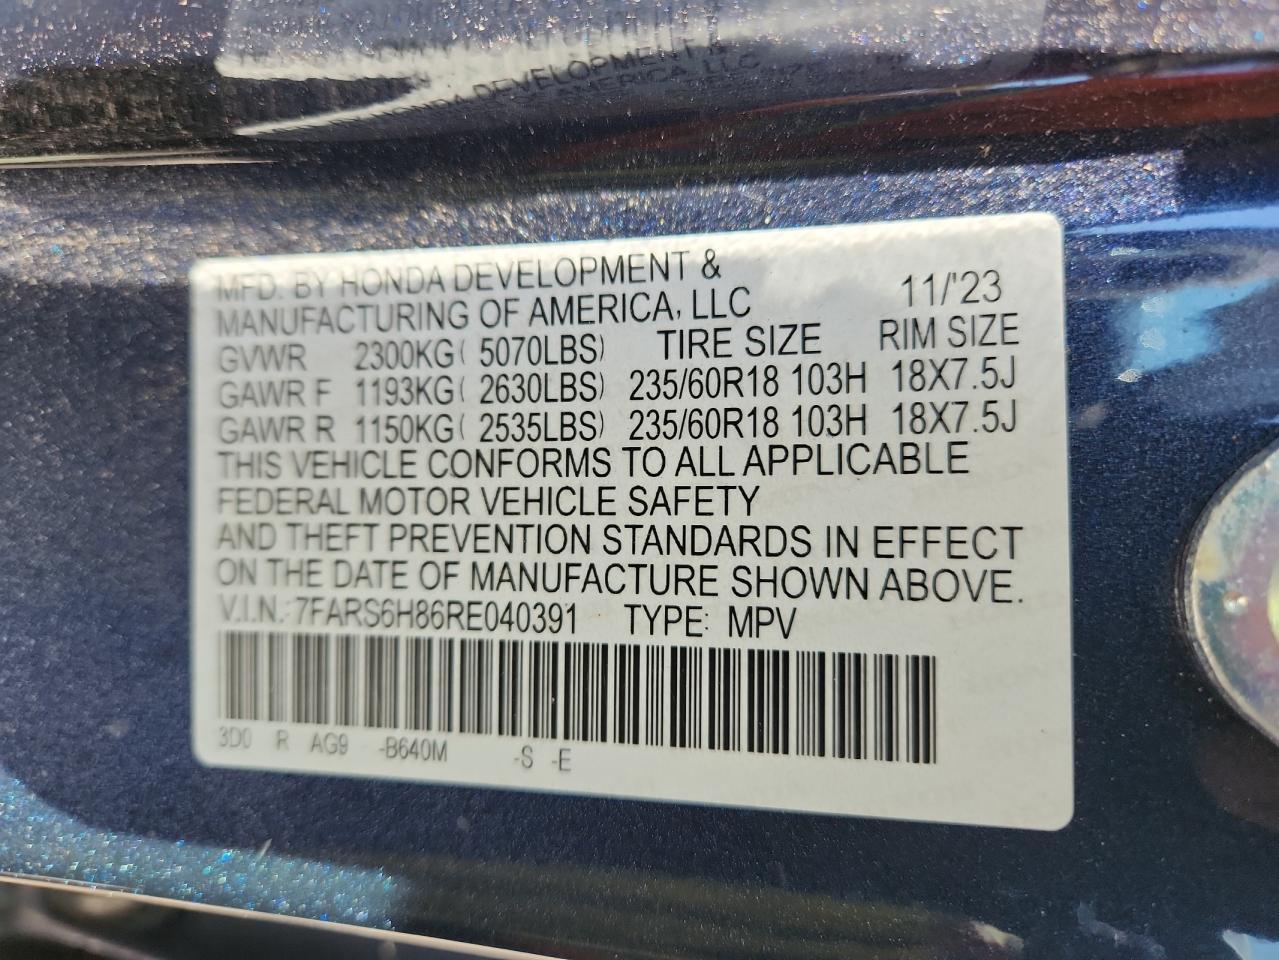 MFD. BY HONDA DEVELOPMENT &
MANUFACTURING OF AMERICA, LLC 11/'23
GVWR 2300KG( 5070LBS) TIRE SIZE RIM SIZE
GAWR F 1193KG( 2630LBS) 235/60R18 103H 18X7.5J
GAWR R 1150KG( 2535LBS) 235/60R18 103H 18X7.5J
THIS VEHICLE CONFORMS TO ALL APPLICABLE
FEDERAL MOTOR VEHICLE SAFETY
AND THEFT PREVENTION STANDARDS IN EFFECT
ON THE DATE OF MANUFACTURE SHOWN ABOVE.
V.I.N.: 7FARS6H86RE040391 TYPE: MPV
3D0 R AG9 -B640M -S -E